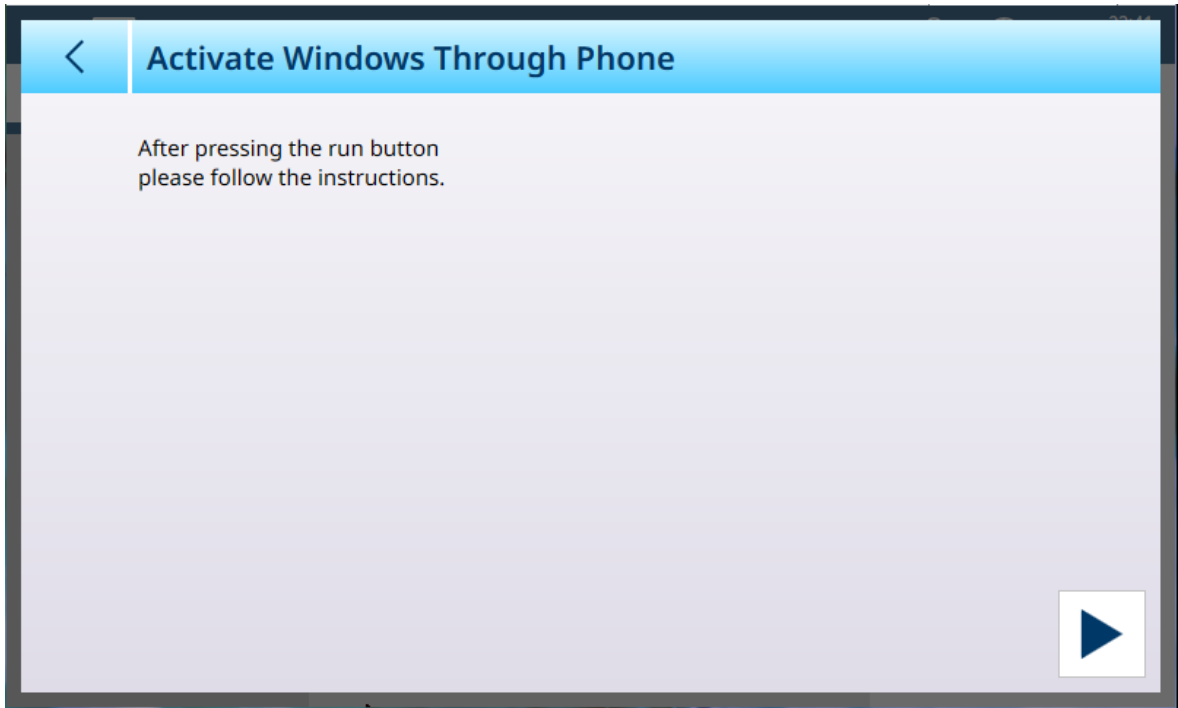 Activate Windows Through Phone
After pressing the run button
please follow the instructions.